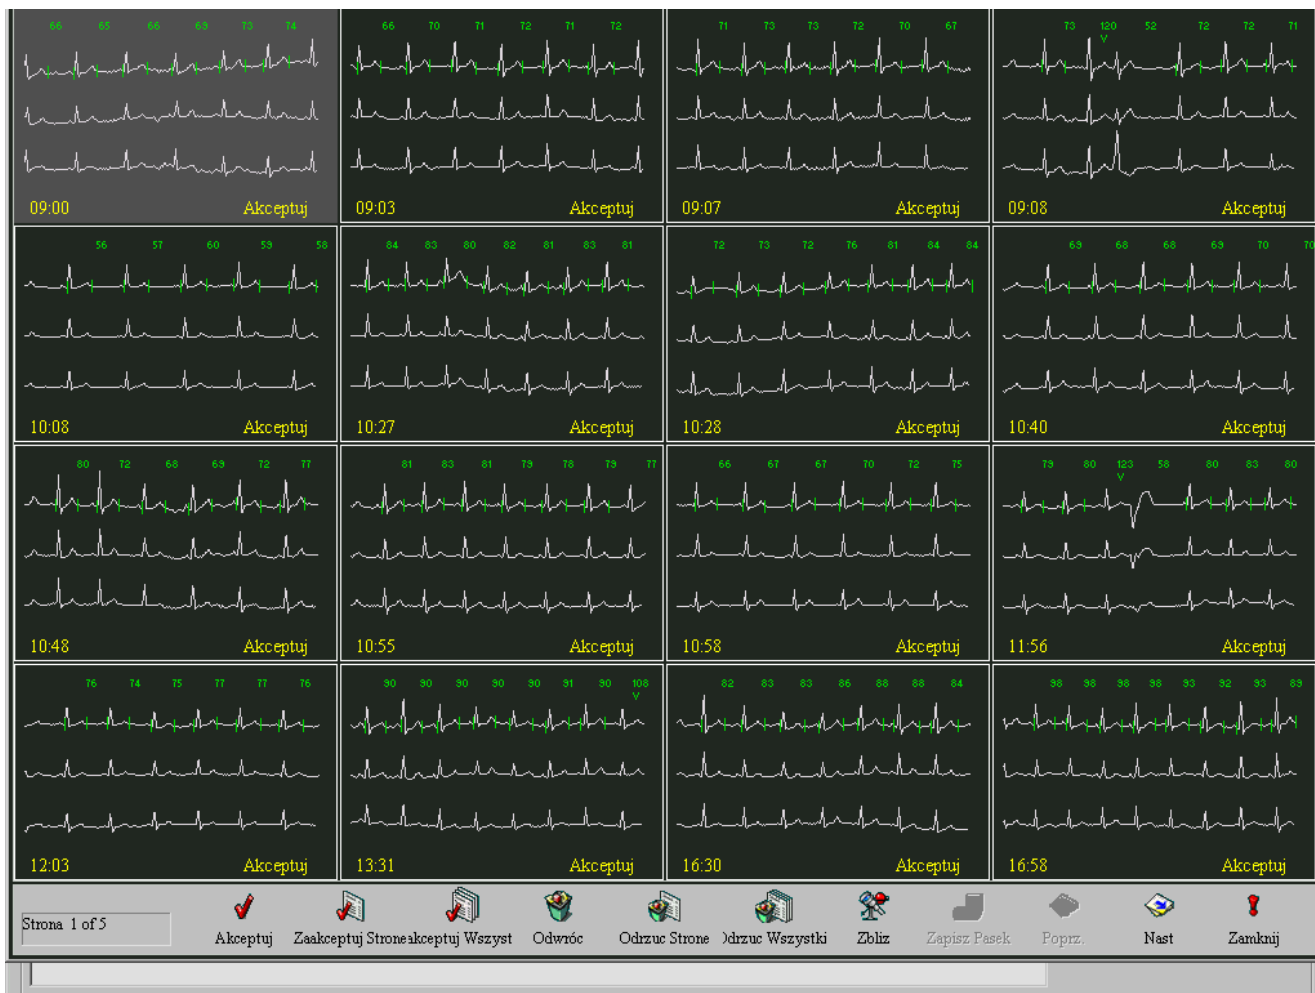 66 65 66 69 73 74
66 70 71 72 71 72
71 73 73 72 70 67
73 120 52 72 72 71
V
09:00 Akceptuj
09:03 Akceptuj
09:07 Akceptuj
09:08 Akceptuj
56 57 60 59 58
84 83 80 82 81 83 81
72 73 72 76 81 84 84
69 68 68 69 70 70
10:08 Akceptuj
10:27 Akceptuj
10:28 Akceptuj
10:40 Akceptuj
80 72 68 69 72 77
81 83 81 79 78 79 77
66 67 67 70 72 75
79 80 123 58 80 83 80
V
10:48 Akceptuj
10:55 Akceptuj
10:58 Akceptuj
11:56 Akceptuj
76 74 75 77 77 76
90 90 90 90 90 91 90 108
V
82 83 83 86 88 88 84
98 98 98 98 93 92 93 89
12:03 Akceptuj
13:31 Akceptuj
16:30 Akceptuj
16:58 Akceptuj
Strona 1 of 5
Akceptuj
Zaakceptuj Strone
akceptuj Wszyst
Odwróc
Odrzuc Strone
drzuc Wszystki
Zbliz
Zapisz Pasek
Poprz.
Nast
Zamknij